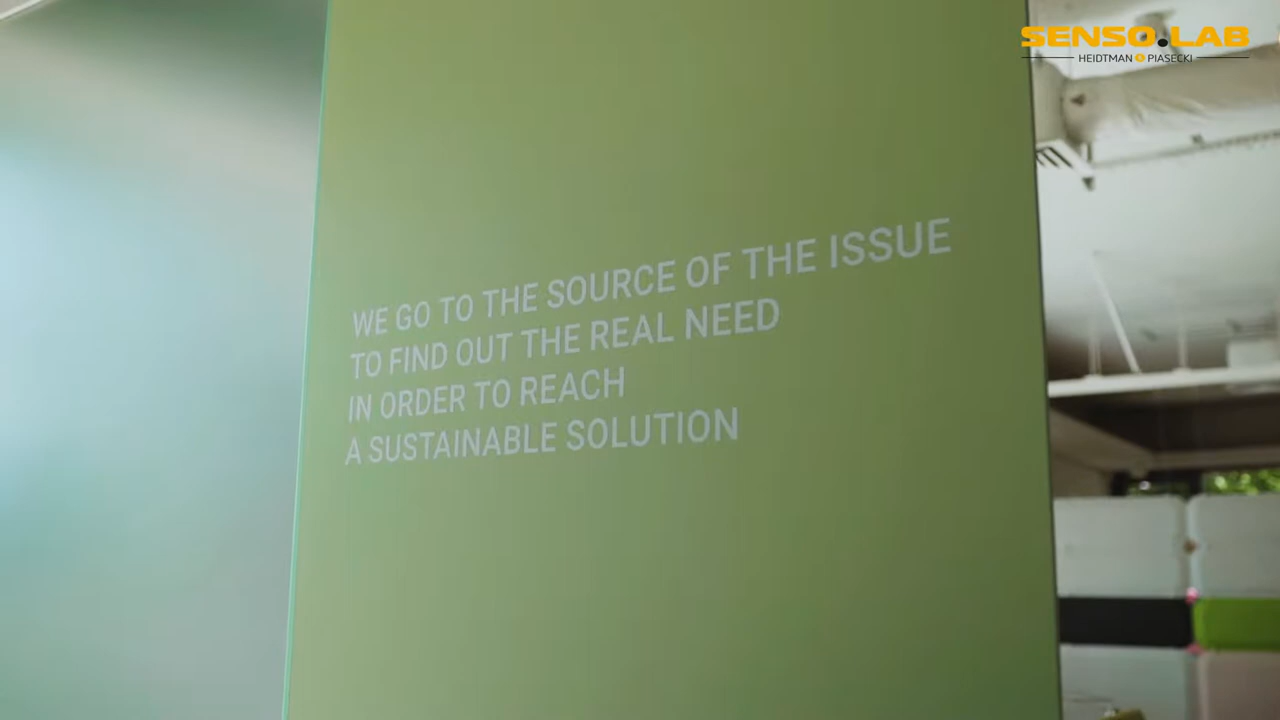 SENSO.LAB
HEIDTMAN PIASECKI
WE GO TO THE SOURCE OF THE ISSUE
TO FIND OUT THE REAL NEED
IN ORDER TO REACH
A SUSTAINABLE SOLUTION